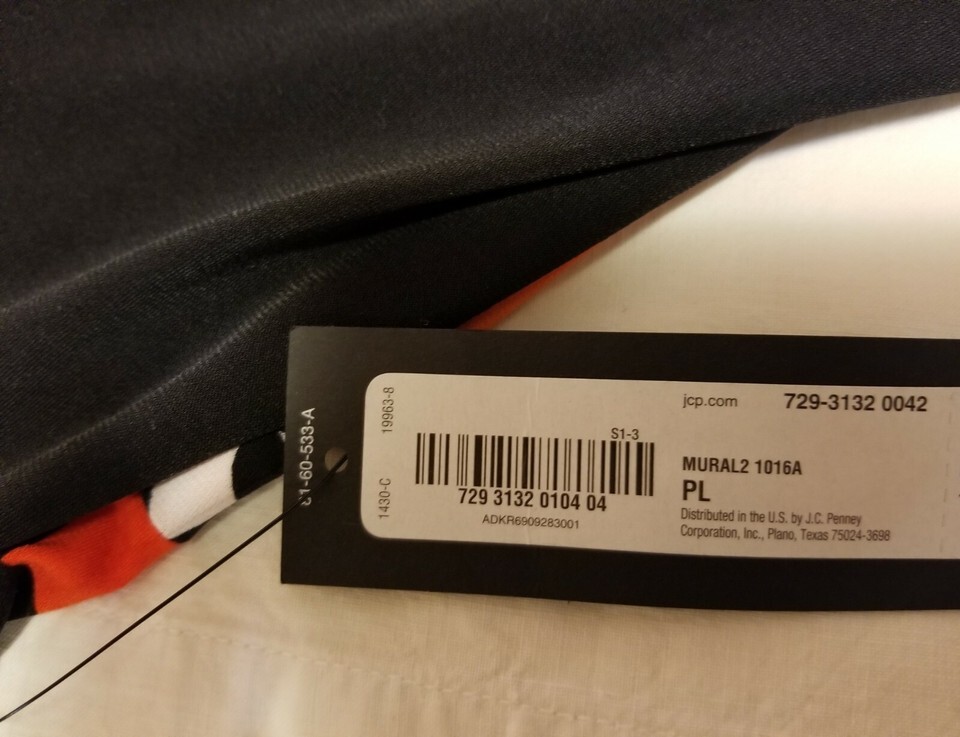 81-60-533-A
19963-8
1430-C
S1-3
729 3132 0104 04
ADKR6909283001
jcp.com 729-3132 0042
MURAL2 1016A
PL
Distributed in the U.S. by J.C. Penney
Corporation, Inc., Plano, Texas 75024-3698